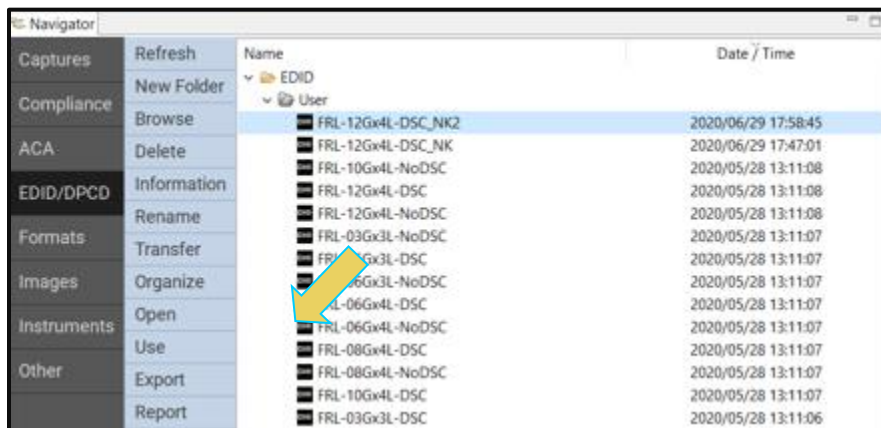 Navigator
Captures
Compliance
ACA
EDID/DPCD
Formats
Images
Instruments
Other
Refresh
New Folder
Browse
Delete
Information
Rename
Transfer
Organize
Open
Use
Export
Report
Name Date / Time
EDID
User
FRL-12Gx4L-DSC_NK2 2020/06/29 17:58:45
FRL-12Gx4L-DSC_NK 2020/06/29 17:47:01
FRL-10Gx4L-NoDSC 2020/05/28 13:11:08
FRL-12Gx4L-DSC 2020/05/28 13:11:08
FRL-12Gx4L-NoDSC 2020/05/28 13:11:08
FRL-03Gx3L-NoDSC 2020/05/28 13:11:07
2020/05/28 13:11:07
2020/05/28 13:11:07
2020/05/28 13:11:07
FRL-06Gx4L-NoDSC 2020/05/28 13:11:07
FRL-08Gx4L-DSC 2020/05/28 13:11:07
FRL-08Gx4L-NoDSC 2020/05/28 13:11:07
FRL-10Gx4L-DSC 2020/05/28 13:11:07
FRL-03Gx3L-DSC 2020/05/28 13:11:06